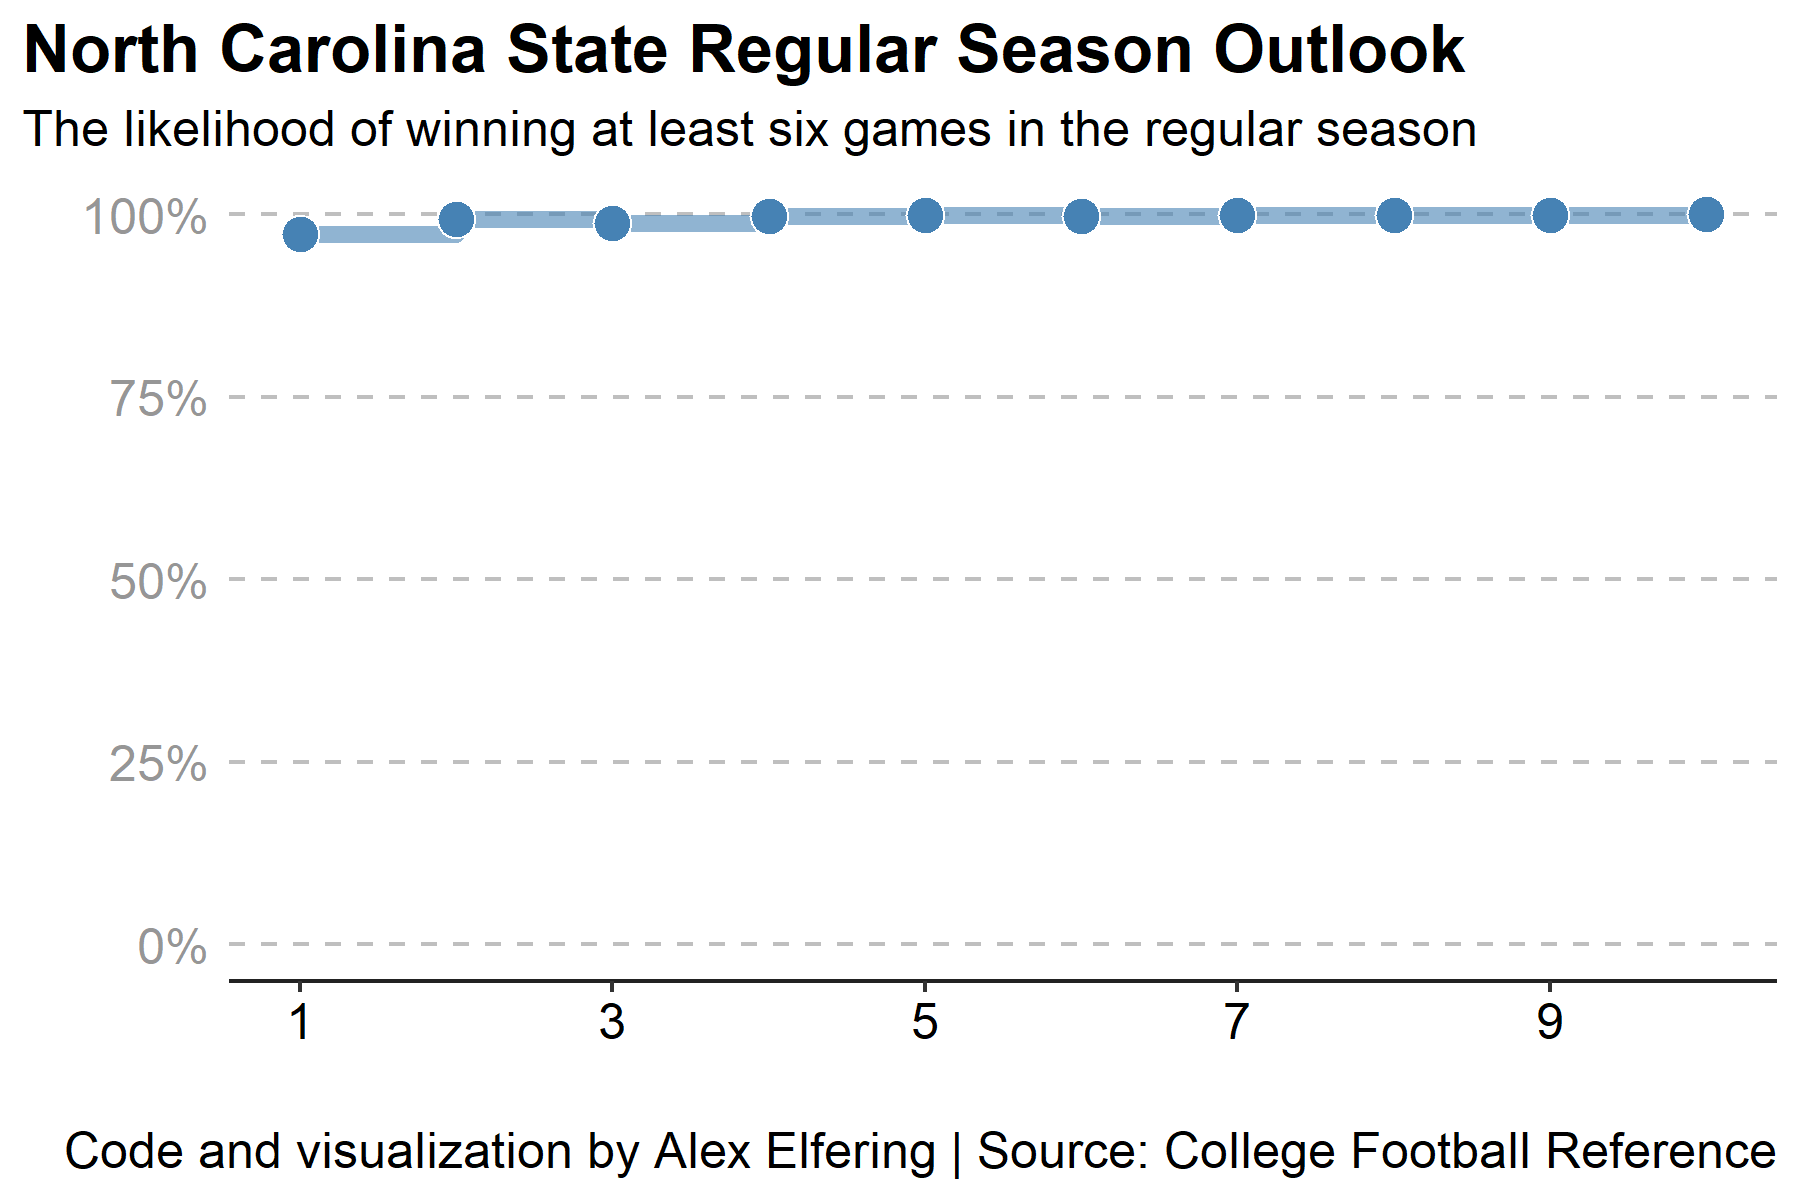 North Carolina State Regular Season Outlook
The likelihood of winning at least six games in the regular season
100%
75%
50%
25%
0%
1 3 5 7 9
Code and visualization by Alex Elfering | Source: College Football Reference